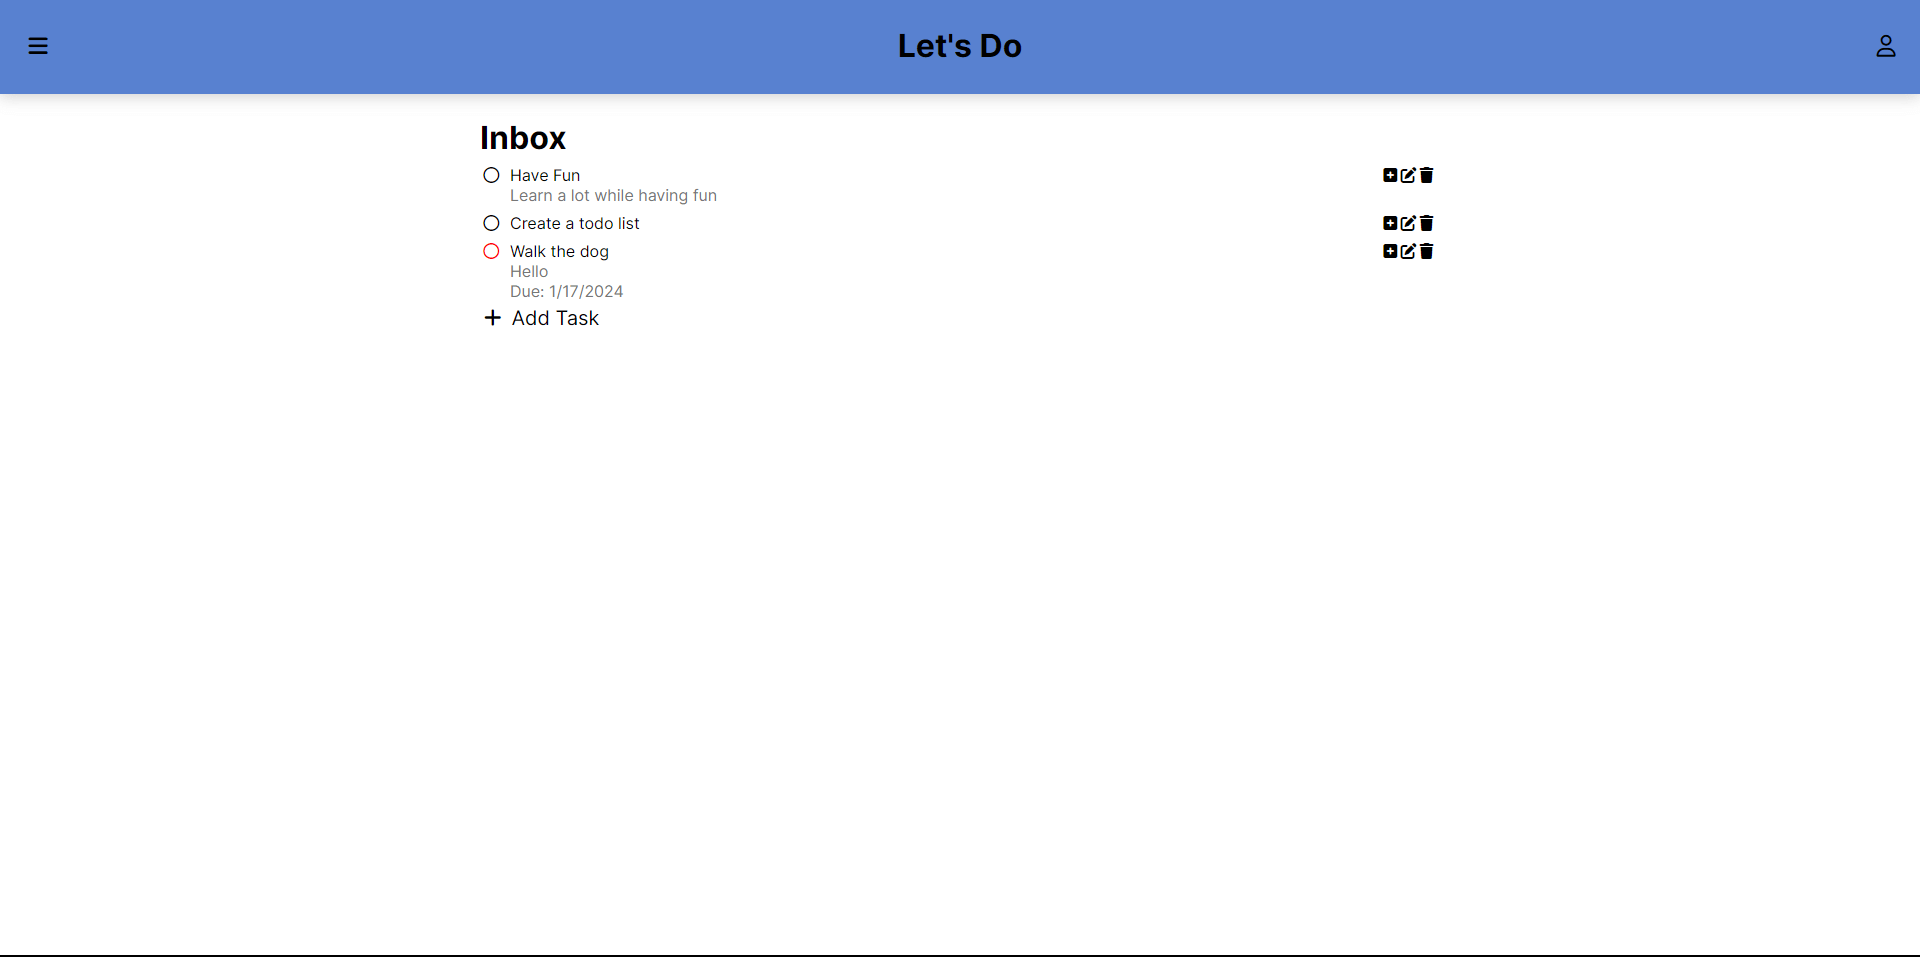 Let's Do
Inbox
Have Fun
Learn a lot while having fun
Create a todo list
Walk the dog
Hello
Due: 1/17/2024
Add Task